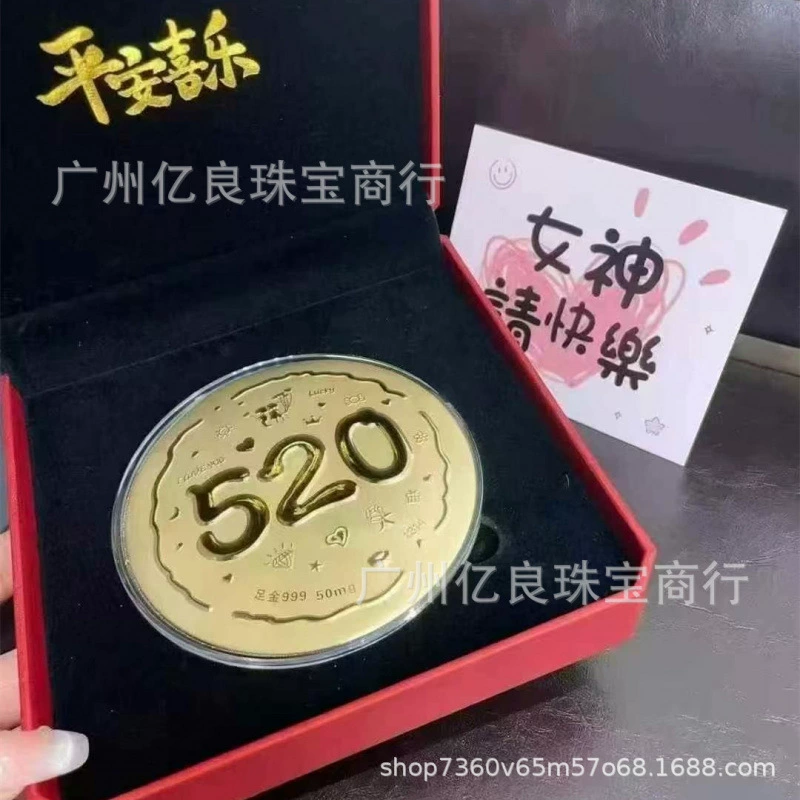 平安喜乐
广州亿良珠宝商行
女神
請快樂
Lucky
520
足金999 50mg
广州亿良珠宝商行
shop7360v65m57o68.1688.com